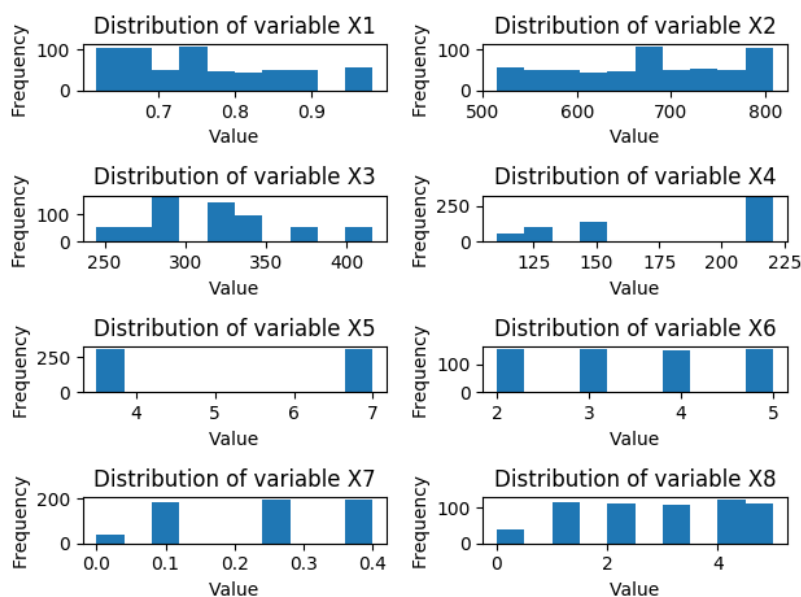 Distribution of variable X1
Frequency
100
0
0.7 0.8 0.9
Value
Distribution of variable X2
Frequency
100
0
500 600 700 800
Value
Distribution of variable X3
Frequency
100
0
250 300 350 400
Value
Distribution of variable X4
Frequency
250
0
125 150 175 200 225
Value
Distribution of variable X5
Frequency
250
0
4 5 6 7
Value
Distribution of variable X6
Frequency
100
0
2 3 4 5
Value
Distribution of variable X7
Frequency
200
0
0.0 0.1 0.2 0.3 0.4
Value
Distribution of variable X8
Frequency
100
0
0 2 4
Value